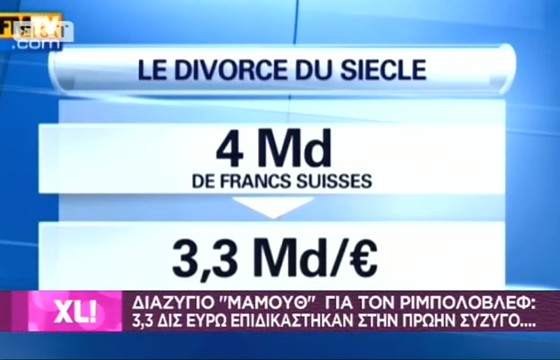 .com
LE DIVORCE DU SIECLE
4 Md
DE FRANCS SUISSES
3,3 Md/€
XL!
ΔΙΑΖΥΓΙΟ "ΜΑΜΟΥΘ" ΓΙΑ ΤΟΝ ΡΙΜΠΟΛΟΒΛΕΦ:
3,3 ΔΙΣ ΕΥΡΩ ΕΠΙΔΙΚΑΣΤΗΚΑΝ ΣΤΗΝ ΠΡΩΗΝ ΣΥΖΥΓΟ....